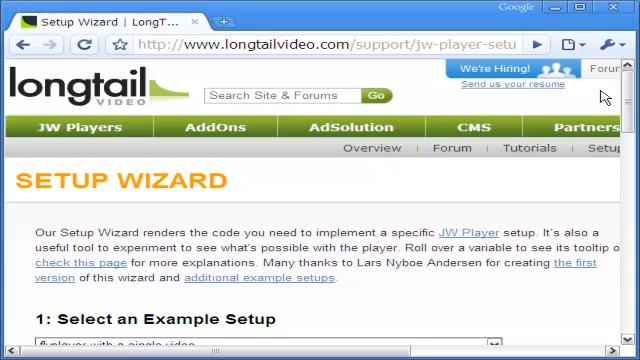 Google
Setup Wizard | LongT...
http://www.longtailvideo.com/support/jw-player-setu
longtail
VIDEO
Search Site & Forums
Go
We're Hiring!
Send us your resume
Forum
JW Players
AddOns
AdSolution
CMS
Partners
Overview
Forum
Tutorials
Setup
SETUP WIZARD
Our Setup Wizard renders the code you need to implement a specific JW Player setup. It's also a
useful tool to experiment to see what's possible with the player. Roll over a variable to see its tooltip o
check this page for more explanations. Many thanks to Lars Nyboe Andersen for creating the first
version of this wizard and additional example setups.
1: Select an Example Setup
flvplayer with a single video